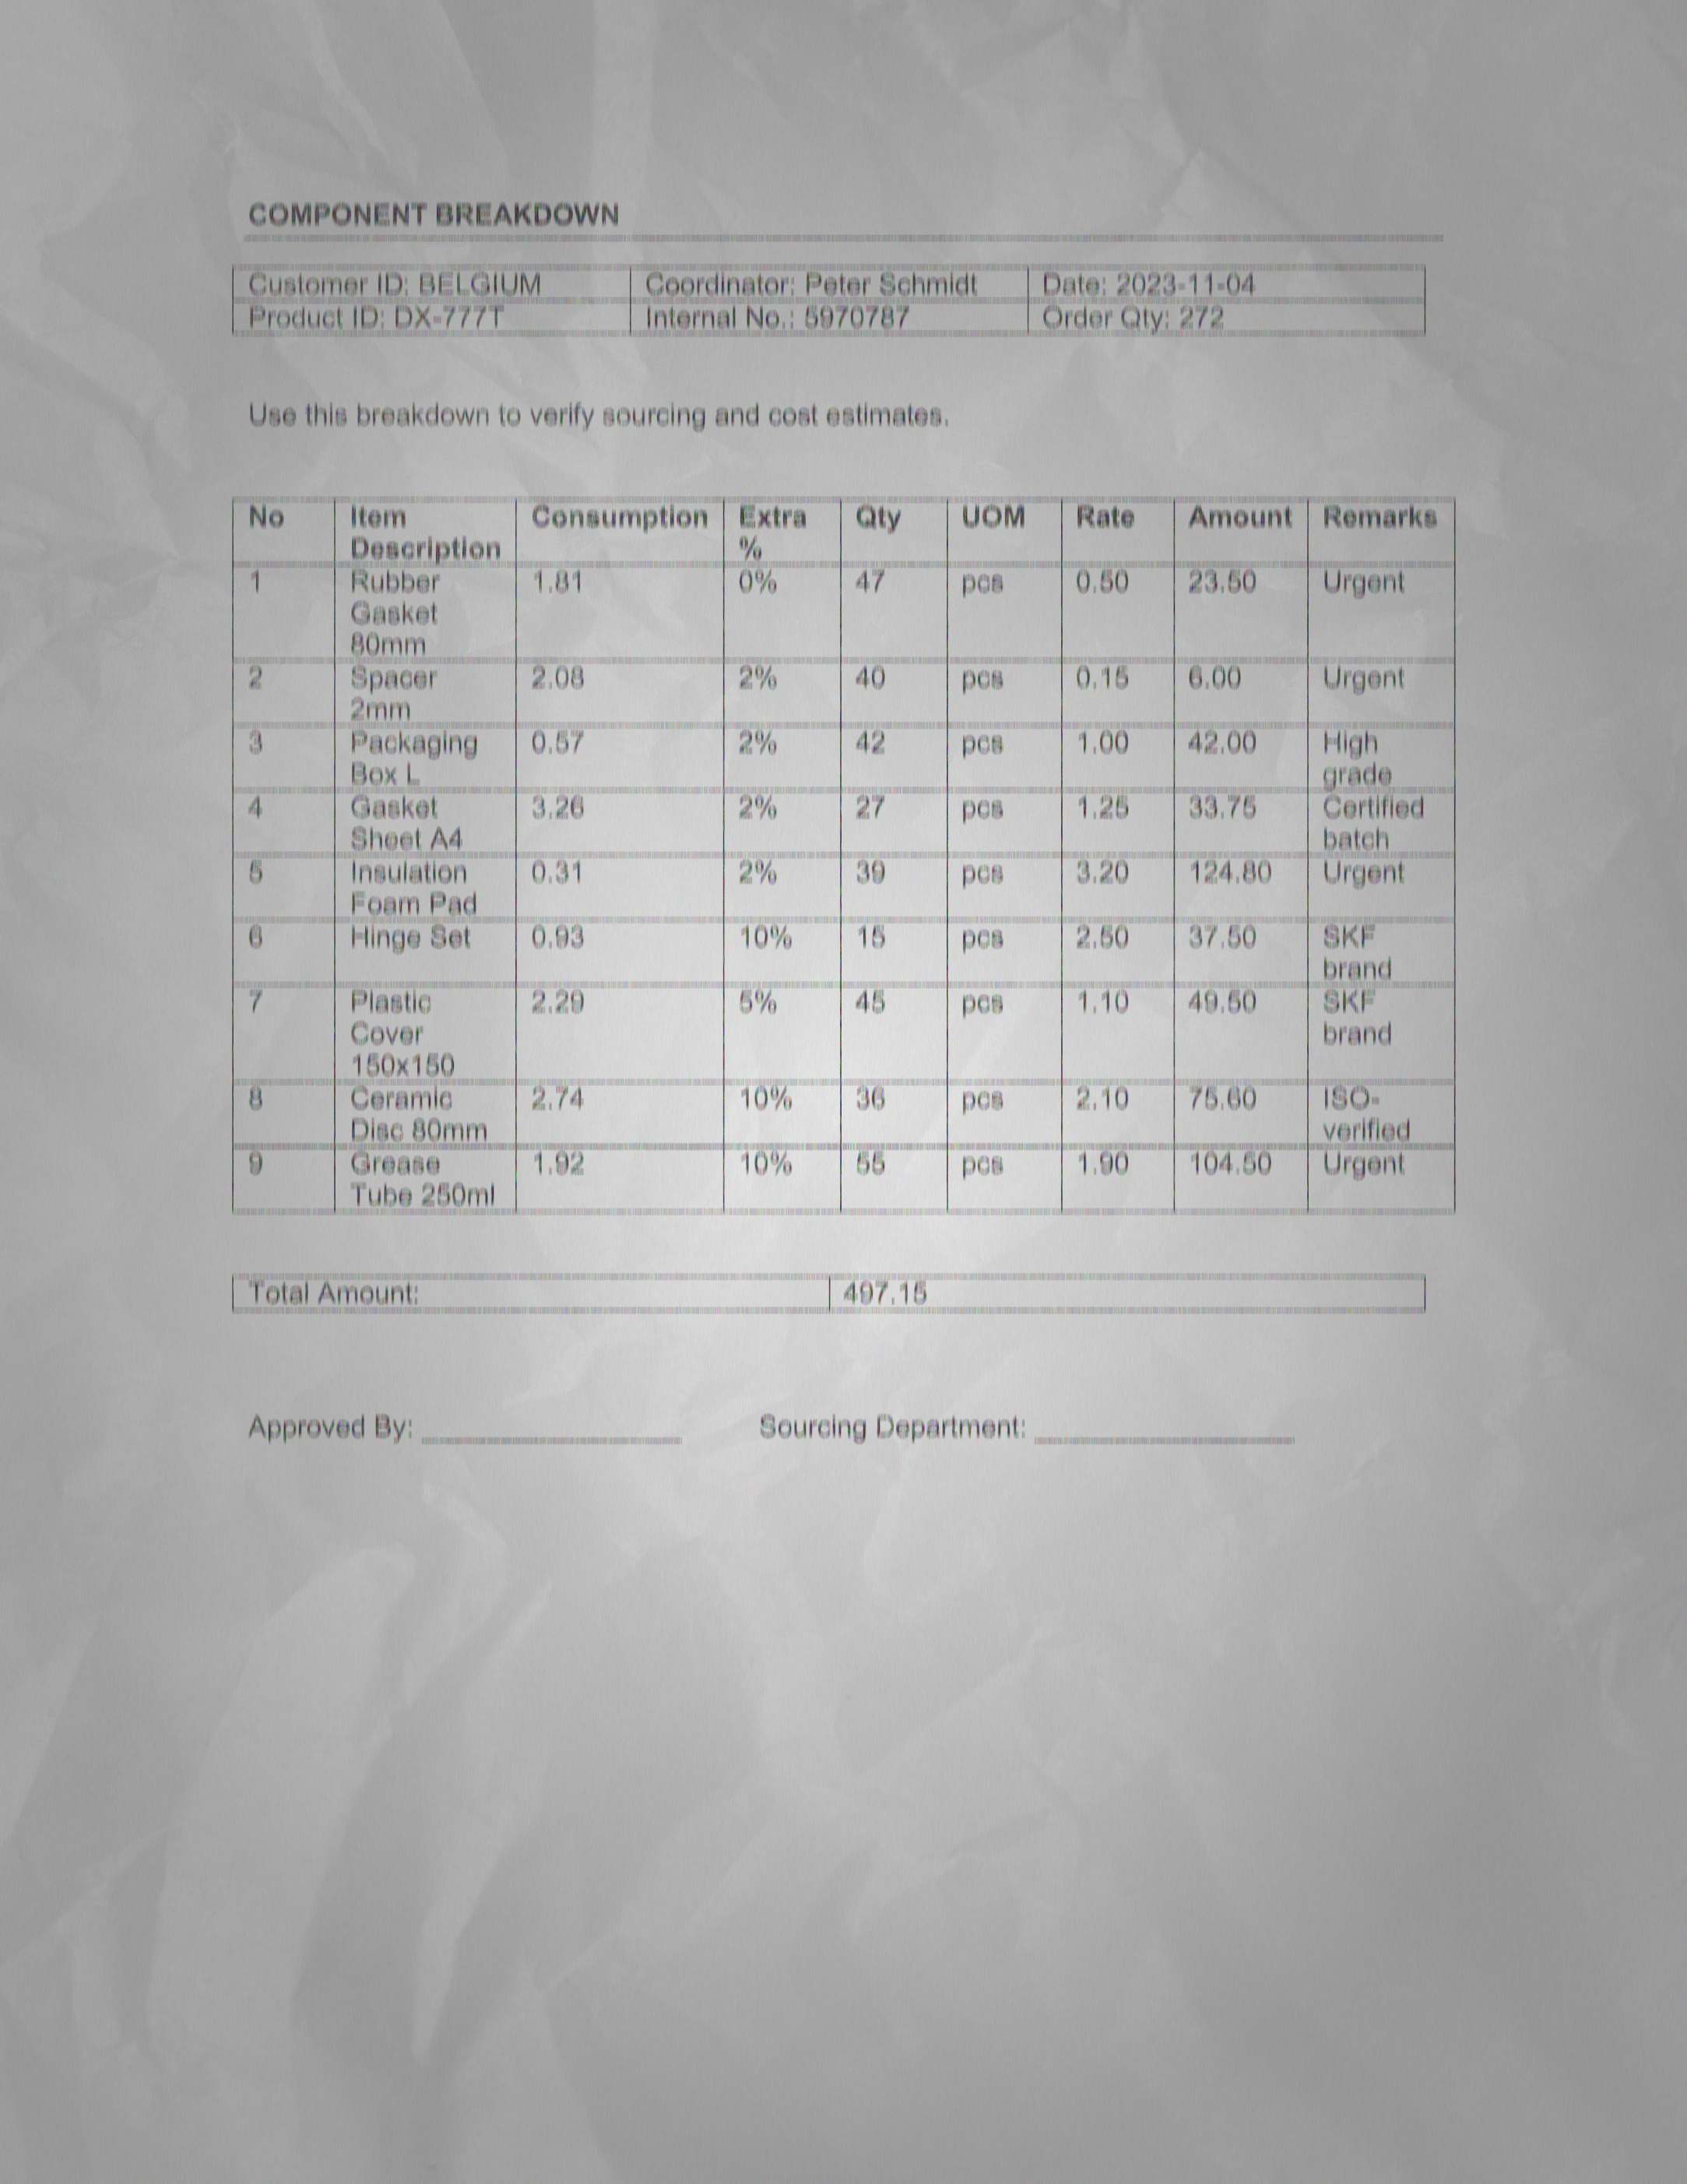 COMPONENT BREAKDOWN
Customer ID: BELGIUM Coordinator: Peter Schmidt Date: 2023-11-04
Product ID: DX-777T Internal No.: 5970787 Order Qty: 272
Use this breakdown to verify sourcing and cost estimates.
No Item Description Consumption Extra % Qty UOM Rate Amount Remarks
1 Rubber Gasket 80mm 1.81 0% 47 pcs 0.50 23.50 Urgent
2 Spacer 2mm 2.08 2% 40 pcs 0.15 6.00 Urgent
3 Packaging Box L 0.57 2% 42 pcs 1.00 42.00 High grade
4 Gasket Sheet A4 3.26 2% 27 pcs 1.25 33.75 Certified batch
5 Insulation Foam Pad 0.31 2% 39 pcs 3.20 124.80 Urgent
6 Hinge Set 0.93 10% 15 pcs 2.50 37.50 SKF brand
7 Plastic Cover 150x150 2.29 5% 45 pcs 1.10 49.50 SKF brand
8 Ceramic Disc 80mm 2.74 10% 36 pcs 2.10 75.60 ISO-verified
9 Grease Tube 250ml 1.92 10% 55 pcs 1.90 104.50 Urgent
Total Amount: 497.15
Approved By: ____________________ Sourcing Department: ____________________